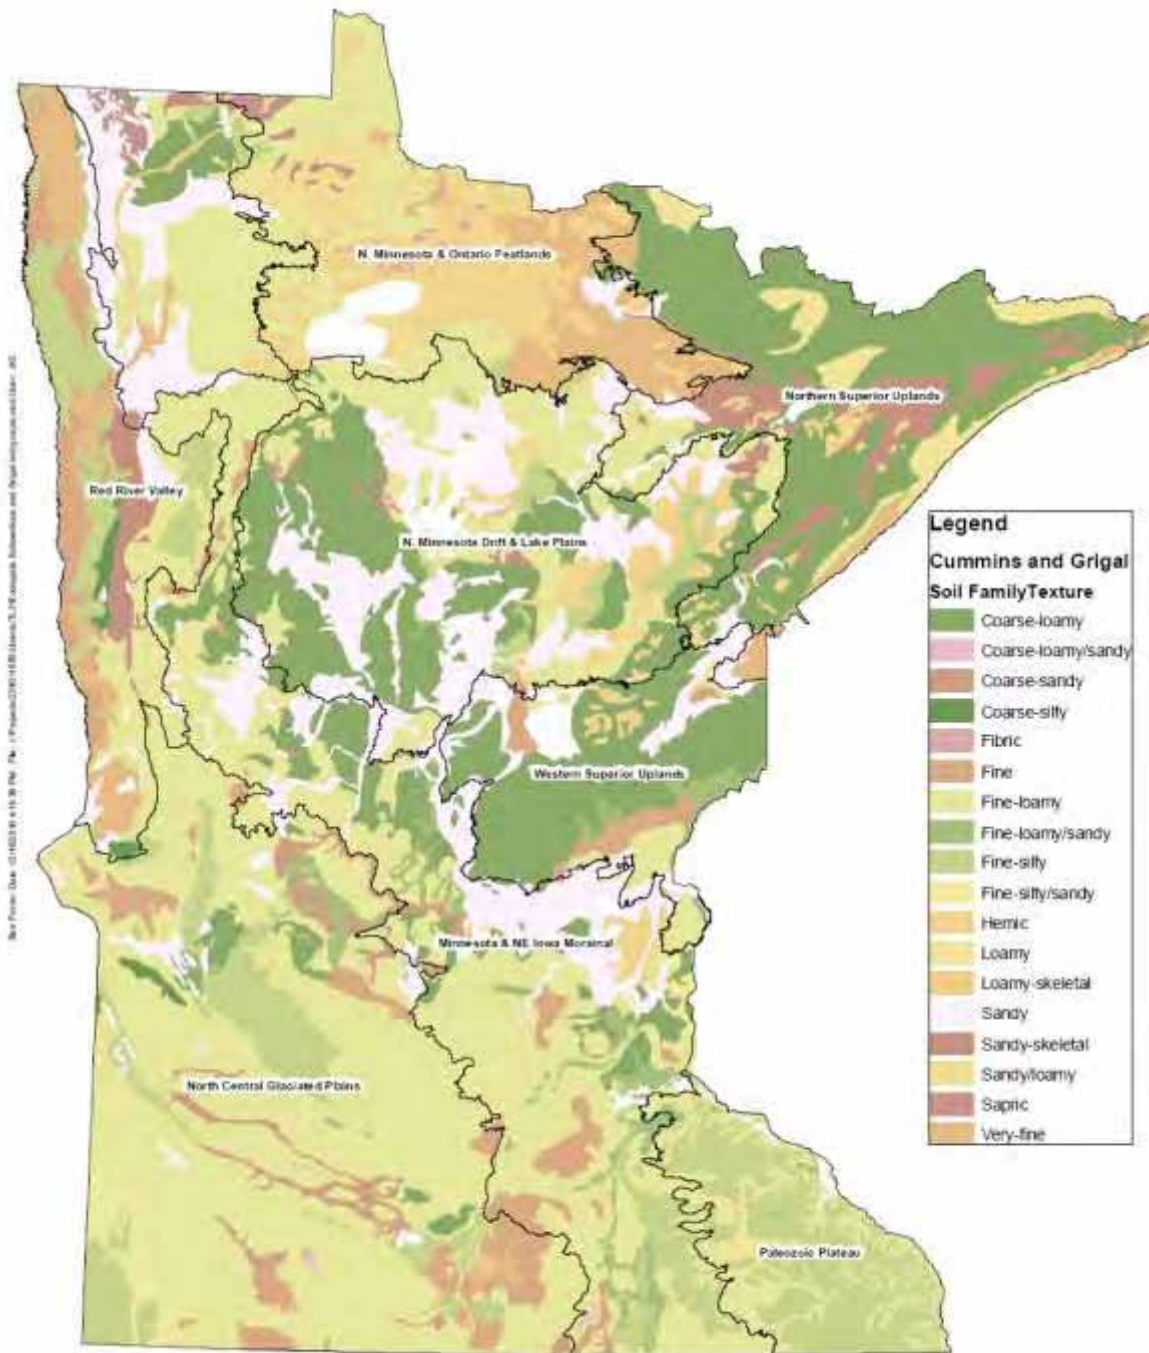 N. Minnesota & Ontario Peatlands
Northern Superior Uplands
Red River Valley
N. Minnesota Drift & Lake Plains
Western Superior Uplands
Minnesota & NE Iowa Morainal
North Central Glaciated Plains
Paleozoic Plateau
Legend
Cummins and Grigal
Soil FamilyTexture
Coarse-loamy
Coarse-loamy/sandy
Coarse-sandy
Coarse-silty
Fibric
Fine
Fine-loamy
Fine-loamy/sandy
Fine-silty
Fine-silty/sandy
Hemic
Loamy
Loamy-skeletal
Sandy
Sandy-skeletal
Sandy/loamy
Sapric
Very-fine